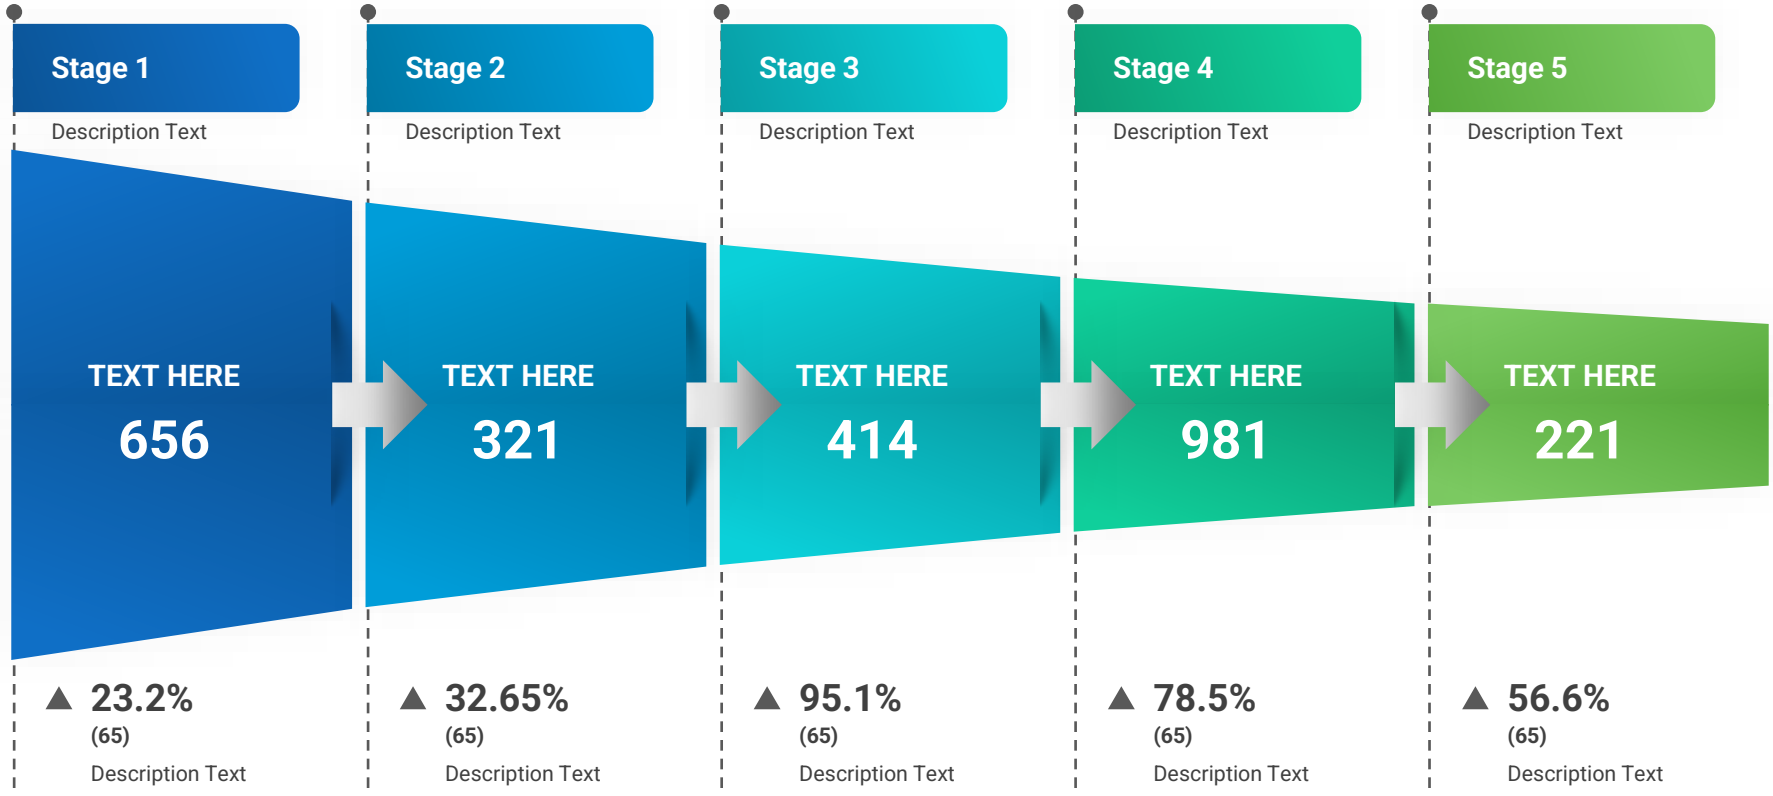 Stage 1
Description Text
Stage 2
Description Text
Stage 3
Description Text
Stage 4
Description Text
Stage 5
Description Text
TEXT HERE
656
TEXT HERE
321
TEXT HERE
414
TEXT HERE
981
TEXT HERE
221
23.2%
(65)
Description Text
32.65%
(65)
Description Text
95.1%
(65)
Description Text
78.5%
(65)
Description Text
56.6%
(65)
Description Text